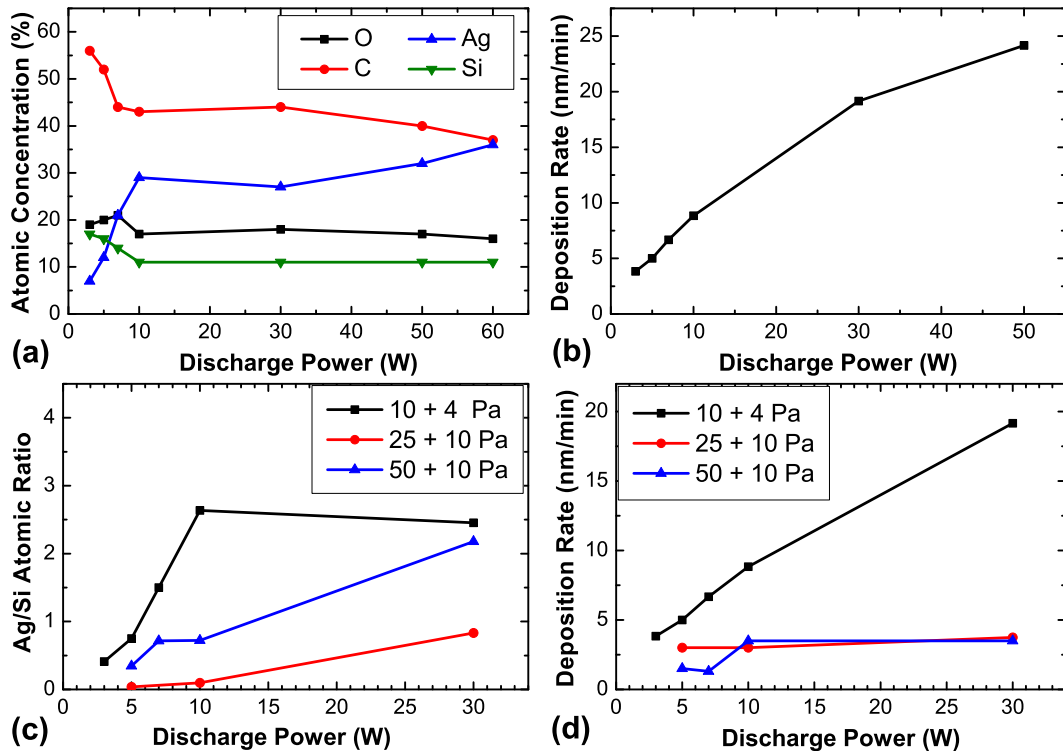 Atomic Concentration (%)
60
50
40
30
20
10
0
O
Ag
C
Si
0
10
20
30
40
50
60
Discharge Power (W)
(a)
Deposition Rate (nm/min)
25
20
15
10
5
0
0
10
20
30
40
50
Discharge Power (W)
(b)
Ag/Si Atomic Ratio
4
3
2
1
0
10 + 4 Pa
25 + 10 Pa
50 + 10 Pa
0
5
10
15
20
25
30
Discharge Power (W)
(c)
Deposition Rate (nm/min)
20
15
10
5
0
10 + 4 Pa
25 + 10 Pa
50 + 10 Pa
0
5
10
15
20
25
30
Discharge Power (W)
(d)